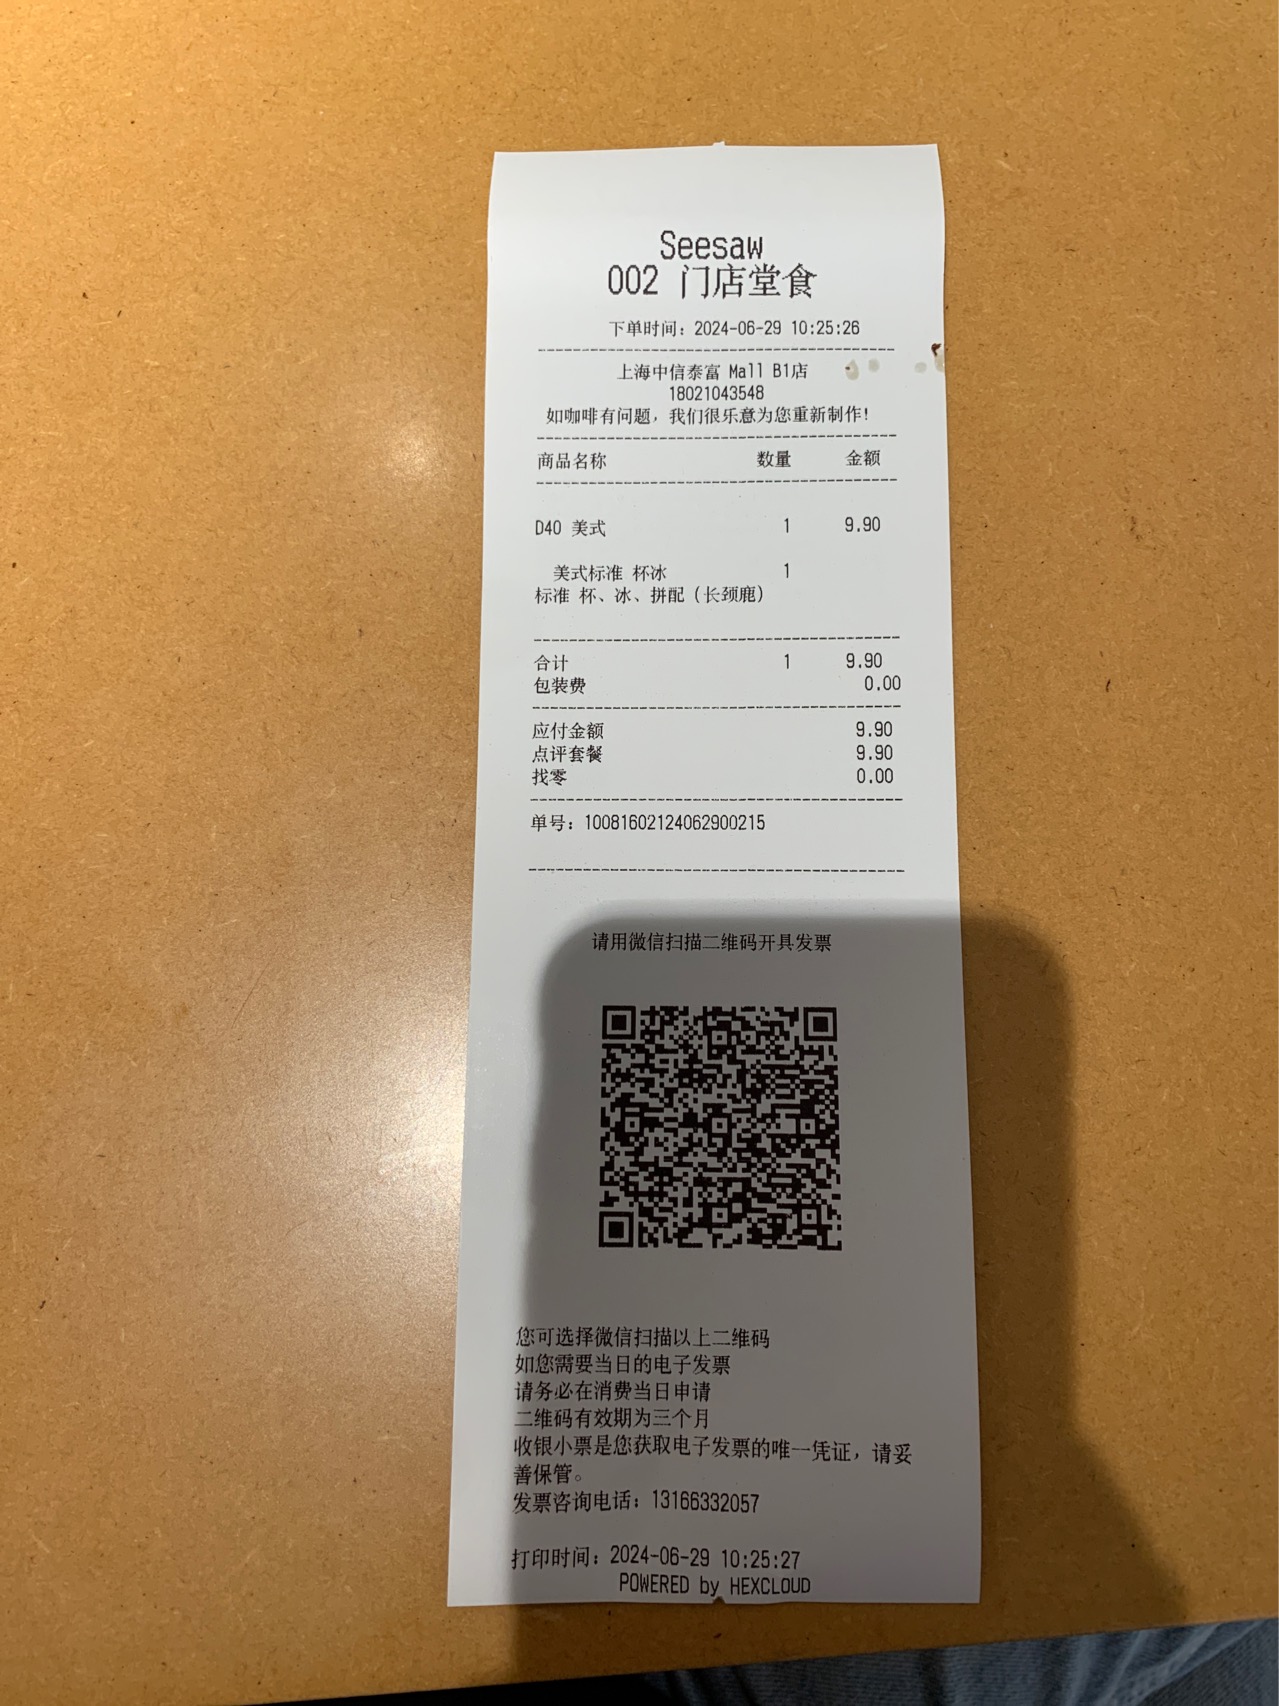 Seesaw
002 门店堂食
下单时间：2024-06-29 10:25:26
上海中信泰富 Mall B1店
18021043548
如咖啡有问题，我们很乐意为您重新制作！
商品名称 数量 金额
D40 美式 1 9.90
美式标准 杯冰 1
标准 杯、冰、拼配（长颈鹿）
合计 1 9.90
包装费 0.00
应付金额 9.90
点评套餐 9.90
找零 0.00
单号：10081602124062900215
请用微信扫描二维码开具发票
您可选择微信扫描以上二维码
如您需要当日的电子发票
请务必在消费当日申请
二维码有效期为三个月
收银小票是您获取电子发票的唯一凭证，请妥
善保管。
发票咨询电话：13166332057
打印时间：2024-06-29 10:25:27
POWERED by HEXCLOUD